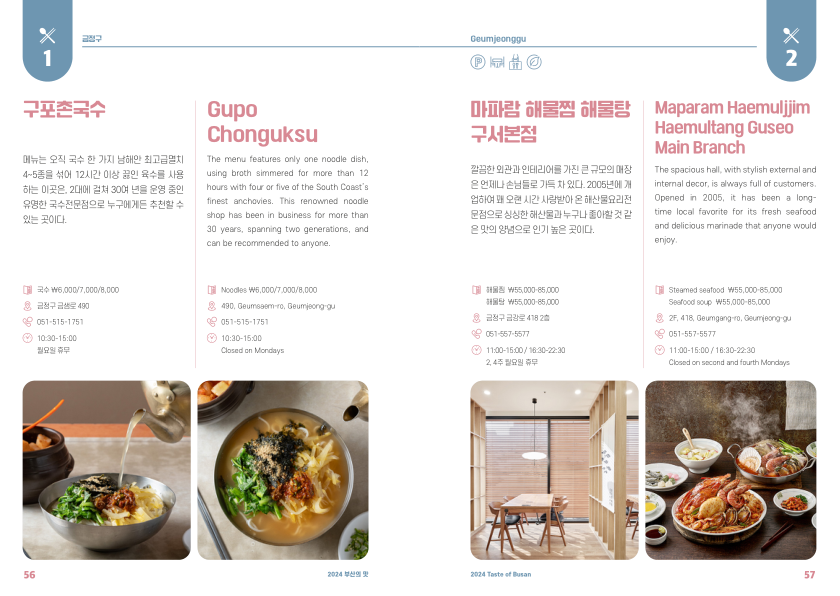 1
금정구
구포촌국수
메뉴는 오직 국수 한 가지 남해안 최고급멸치
4~5종을 섞어 12시간 이상 끓인 육수를 사용
하는 이곳은, 2대에 걸쳐 30여 년을 운영 중인
유명한 국수전문점으로 누구에게든 추천할 수
있는 곳이다.
국수 ₩6,000/7,000/8,000
금정구 금샘로 490
051-515-1751
10:30-15:00
월요일 휴무
Gupo
Chonguksu
The menu features only one noodle dish,
using broth simmered for more than 12
hours with four or five of the South Coast's
finest anchovies. This renowned noodle
shop has been in business for more than
30 years, spanning two generations, and
can be recommended to anyone.
Noodles ₩6,000/7,000/8,000
490, Geumsaem-ro, Geumjeong-gu
051-515-1751
10:30-15:00
Closed on Mondays
56
2024 부산의 맛
Geumjeonggu
2
P
마파람 해물찜 해물탕
구서본점
깔끔한 외관과 인테리어를 가진 큰 규모의 매장
은 언제나 손님들로 가득 차 있다. 2005년에 개
업하여 꽤 오랜 시간 사랑받아 온 해산물요리전
문점으로 싱싱한 해산물과 누구나 좋아할 것 같
은 맛의 양념으로 인기 높은 곳이다.
해물찜 ₩55,000-85,000
해물탕 ₩55,000-85,000
금정구 금강로 418 2층
051-557-5577
11:00-15:00 / 16:30-22:30
2, 4주 월요일 휴무
Maparam Haemuljjim
Haemultang Guseo
Main Branch
The spacious hall, with stylish external and
internal decor, is always full of customers.
Opened in 2005, it has been a long-
time local favorite for its fresh seafood
and delicious marinade that anyone would
enjoy.
Steamed seafood ₩55,000-85,000
Seafood soup ₩55,000-85,000
2F, 418, Geumgang-ro, Geumjeong-gu
051-557-5577
11:00-15:00 / 16:30-22:30
Closed on second and fourth Mondays
2024 Taste of Busan
57